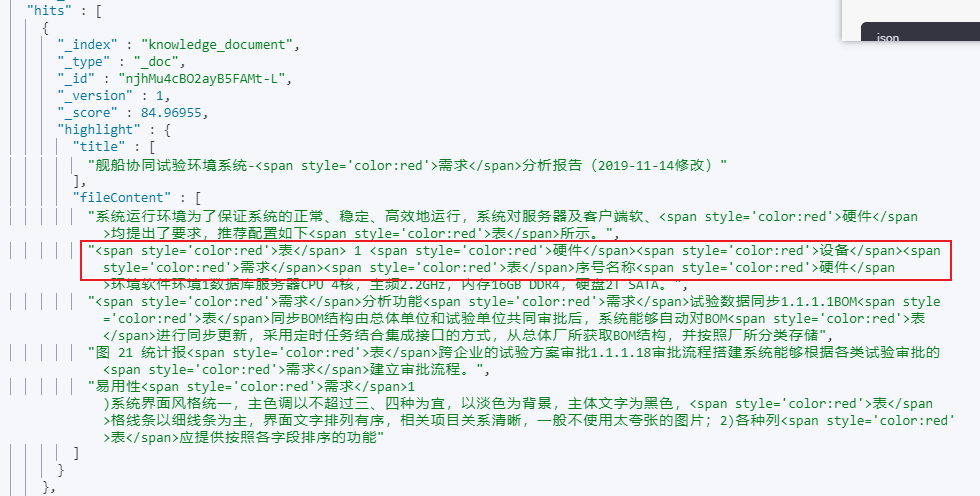 "hits" : [
{
"_index" : "knowledge_document",
"_type" : "_doc",
"_id" : "njhMu4cBO2ayB5FAMt-L",
"_version" : 1,
"_score" : 84.96955,
"highlight" : {
"title" : [
"舰船协同试验环境系统-<span style='color:red'>需求</span>分析报告（2019-11-14修改）"
],
"fileContent" : [
"系统运行环境为了保证系统的正常、稳定、高效地运行，系统对服务器及客户端软、<span style='color:red'>硬件</span
>均提出了要求，推荐配置如下<span style='color:red'>表</span>所示。",
"<span style='color:red'>表</span> 1 <span style='color:red'>硬件</span><span style='color:red'>设备</span><span
style='color:red'>需求</span><span style='color:red'>表</span>序号名称<span style='color:red'>硬件</span
>环境软件环境1数据库服务器CPU 4核，主频2.2GHz，内存16GB DDR4，硬盘2T SATA。",
"<span style='color:red'>需求</span>分析功能<span style='color:red'>需求</span>试验数据同步1.1.1.1BOM<span style
='color:red'>表</span>同步BOM结构由总体单位和试验单位共同审批后，系统能够自动对BOM<span style='color:red'>表
</span>进行同步更新，采用定时任务结合集成接口的方式，从总体厂所获取BOM结构，并按照厂所分类存储",
"图 21 统计报<span style='color:red'>表</span>跨企业的试验方案审批1.1.1.18审批流程搭建系统能够根据各类试验审批的
<span style='color:red'>需求</span>建立审批流程。",
"易用性<span style='color:red'>需求</span>1
)系统界面风格统一，主色调以不超过三、四种为宜，以淡色为背景，主体文字为黑色，<span style='color:red'>表</span
>格线条以细线条为主，界面文字排列有序，相关项目关系清晰，一般不使用太夸张的图片；2)各种列<span style='color:red'
>表</span>应提供按照各字段排序的功能"
]
}
},
json